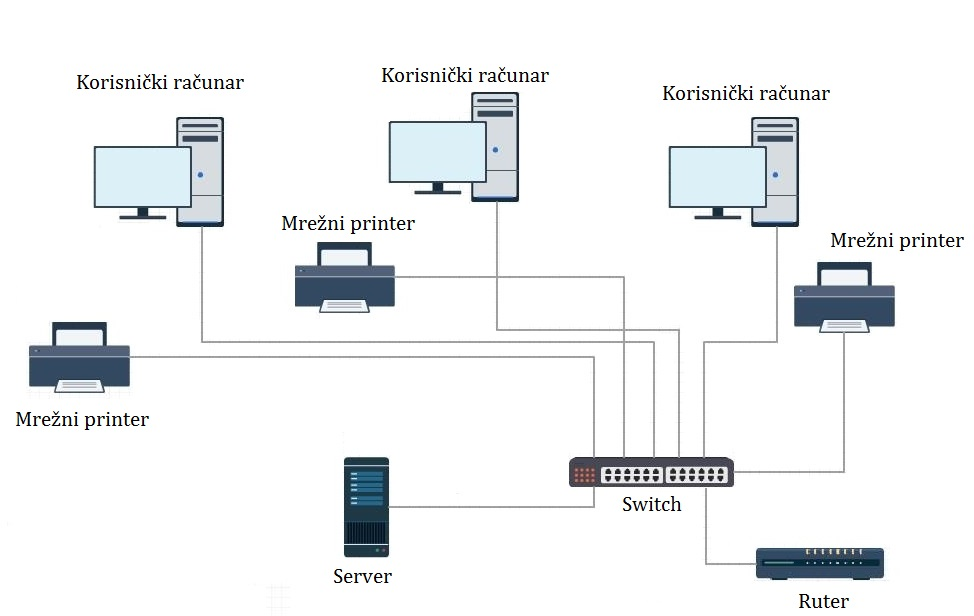 Korisnički računar
Korisnički računar
Korisnički računar
Mrežni printer
Mrežni printer
Mrežni printer
Switch
Server
Ruter